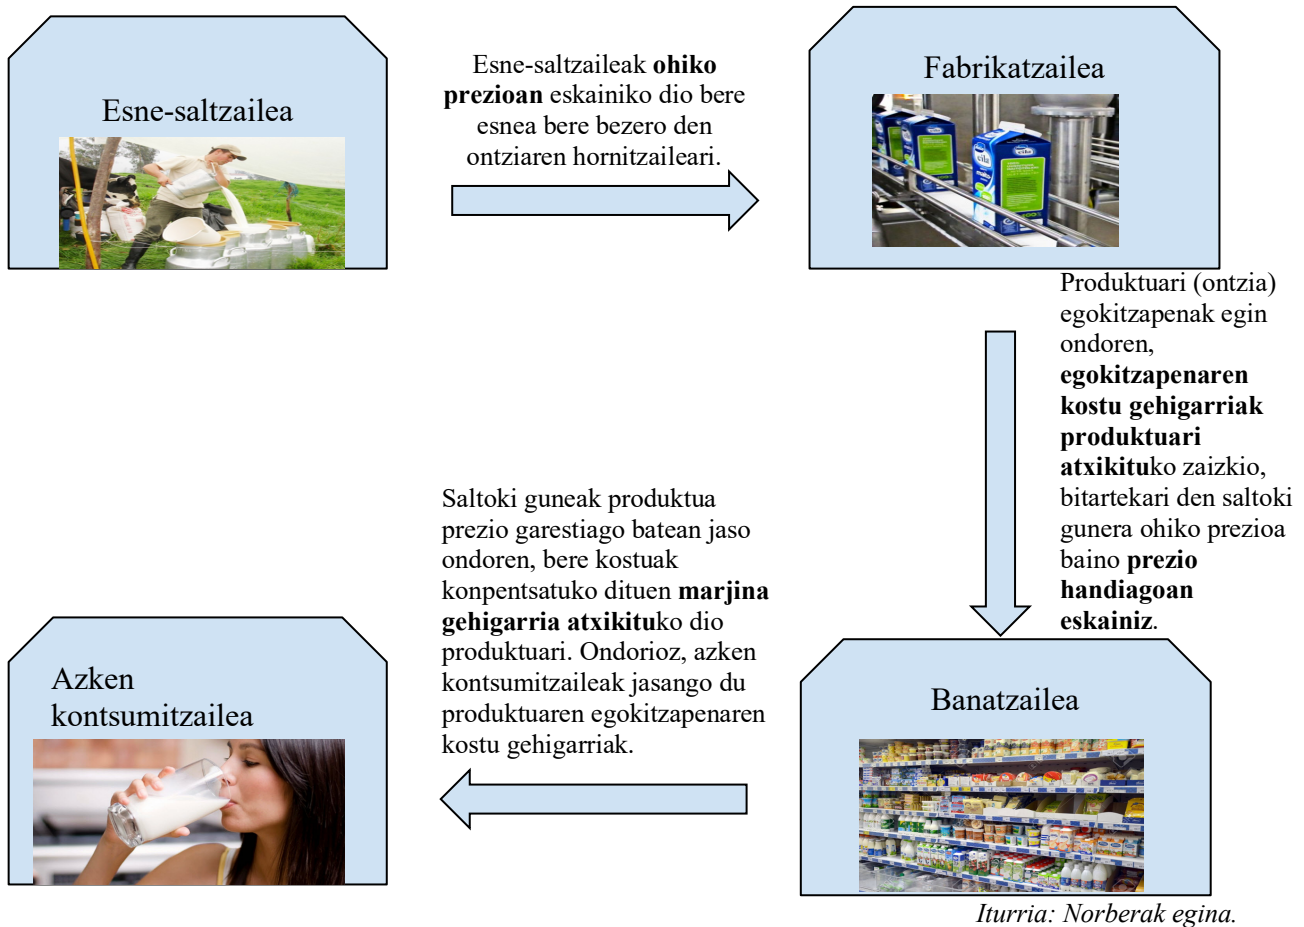 Esne-saltzailea
Esne-saltzaileak ohiko
prezioan eskainiko dio bere
esnea bere bezero den
ontziaren hornitzaileari.
Fabrikatzailea
Produktuari (ontzia)
egokitzapenak egin
ondoren,
egokitzapenaren
kostu gehigarriak
produktuari
atxikituko zaizkio,
bitartekari den saltoki
gunera ohiko prezioa
baino prezio
handiagoan
eskainiz.
Banatzailea
Saltoki guneak produktua
prezio garestiago batean jaso
ondoren, bere kostuak
konpentsatuko dituen marjina
gehigarria atxikituko dio
produktuari. Ondorioz, azken
kontsumitzaileak jasango du
produktuaren egokitzapenaren
kostu gehigarriak.
Azken
kontsumitzailea
Iturria: Norberak egina.